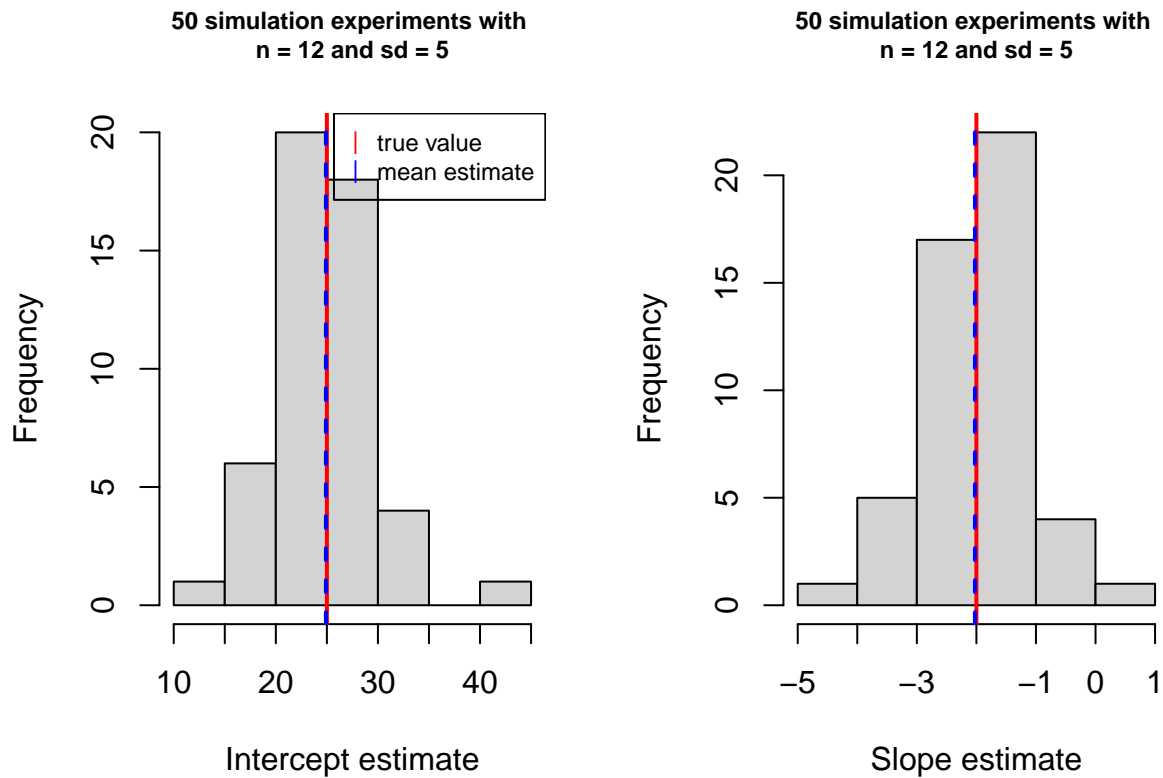 50 simulation experiments with
n = 12 and sd = 5
true value
mean estimate
Frequency
20
15
10
5
0
10 20 30 40
Intercept estimate
50 simulation experiments with
n = 12 and sd = 5
Frequency
20
15
10
5
0
−5 −3 −1 0 1
Slope estimate